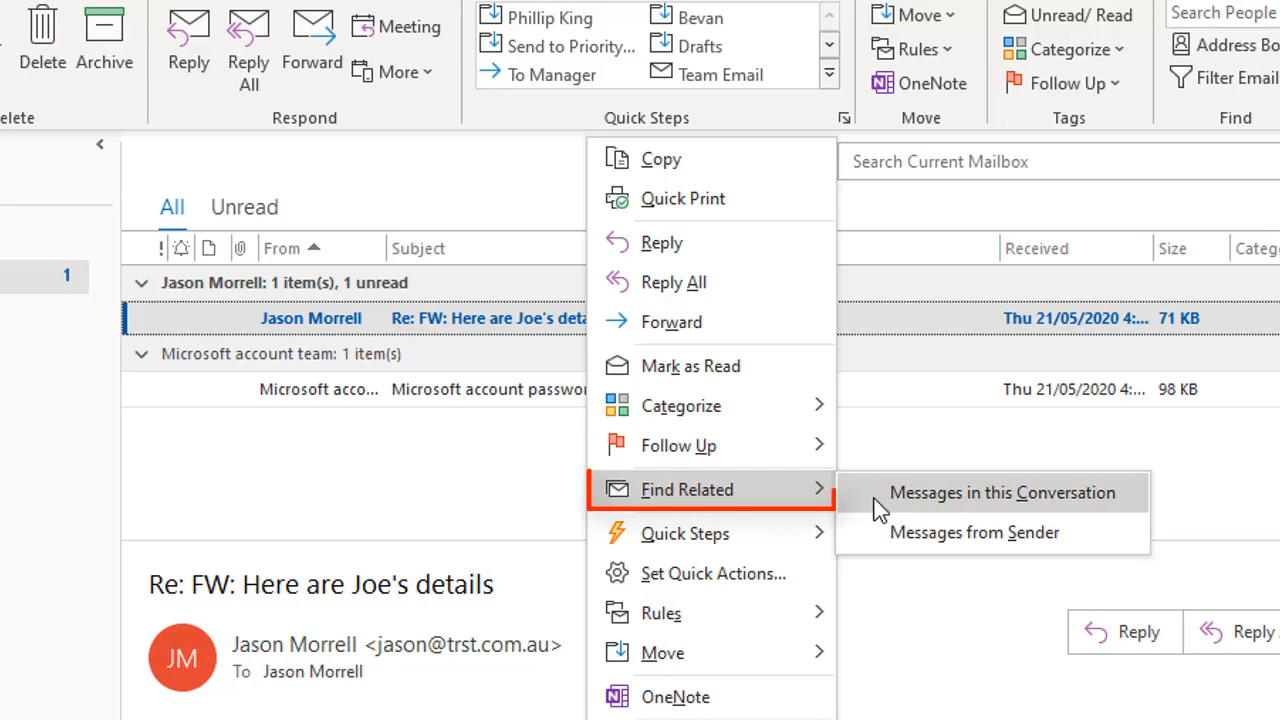 Delete
Archive
Reply
Reply
All
Forward
Meeting
More
Phillip King
Send to Priority...
To Manager
Bevan
Drafts
Team Email
Move
Rules
OneNote
Unread/ Read
Categorize
Follow Up
Search People
Address Bo
Filter Email
elete
Respond
Quick Steps
Move
Tags
Find
Search Current Mailbox
All
Unread
! From
Subject
Received
Size
Categ
1
Jason Morrell: 1 item(s), 1 unread
Jason Morrell
Re: FW: Here are Joe's deta
Thu 21/05/2020 4:...
71 KB
Microsoft account team: 1 item(s)
Microsoft acco...
Microsoft account passwor
Thu 21/05/2020 4:...
98 KB
Copy
Quick Print
Reply
Reply All
Forward
Mark as Read
Categorize
Follow Up
Find Related
Quick Steps
Set Quick Actions...
Rules
Move
OneNote
Messages in this Conversation
Messages from Sender
Re: FW: Here are Joe's details
JM
Jason Morrell <jason@trst.com.au>
To Jason Morrell
Reply
Reply